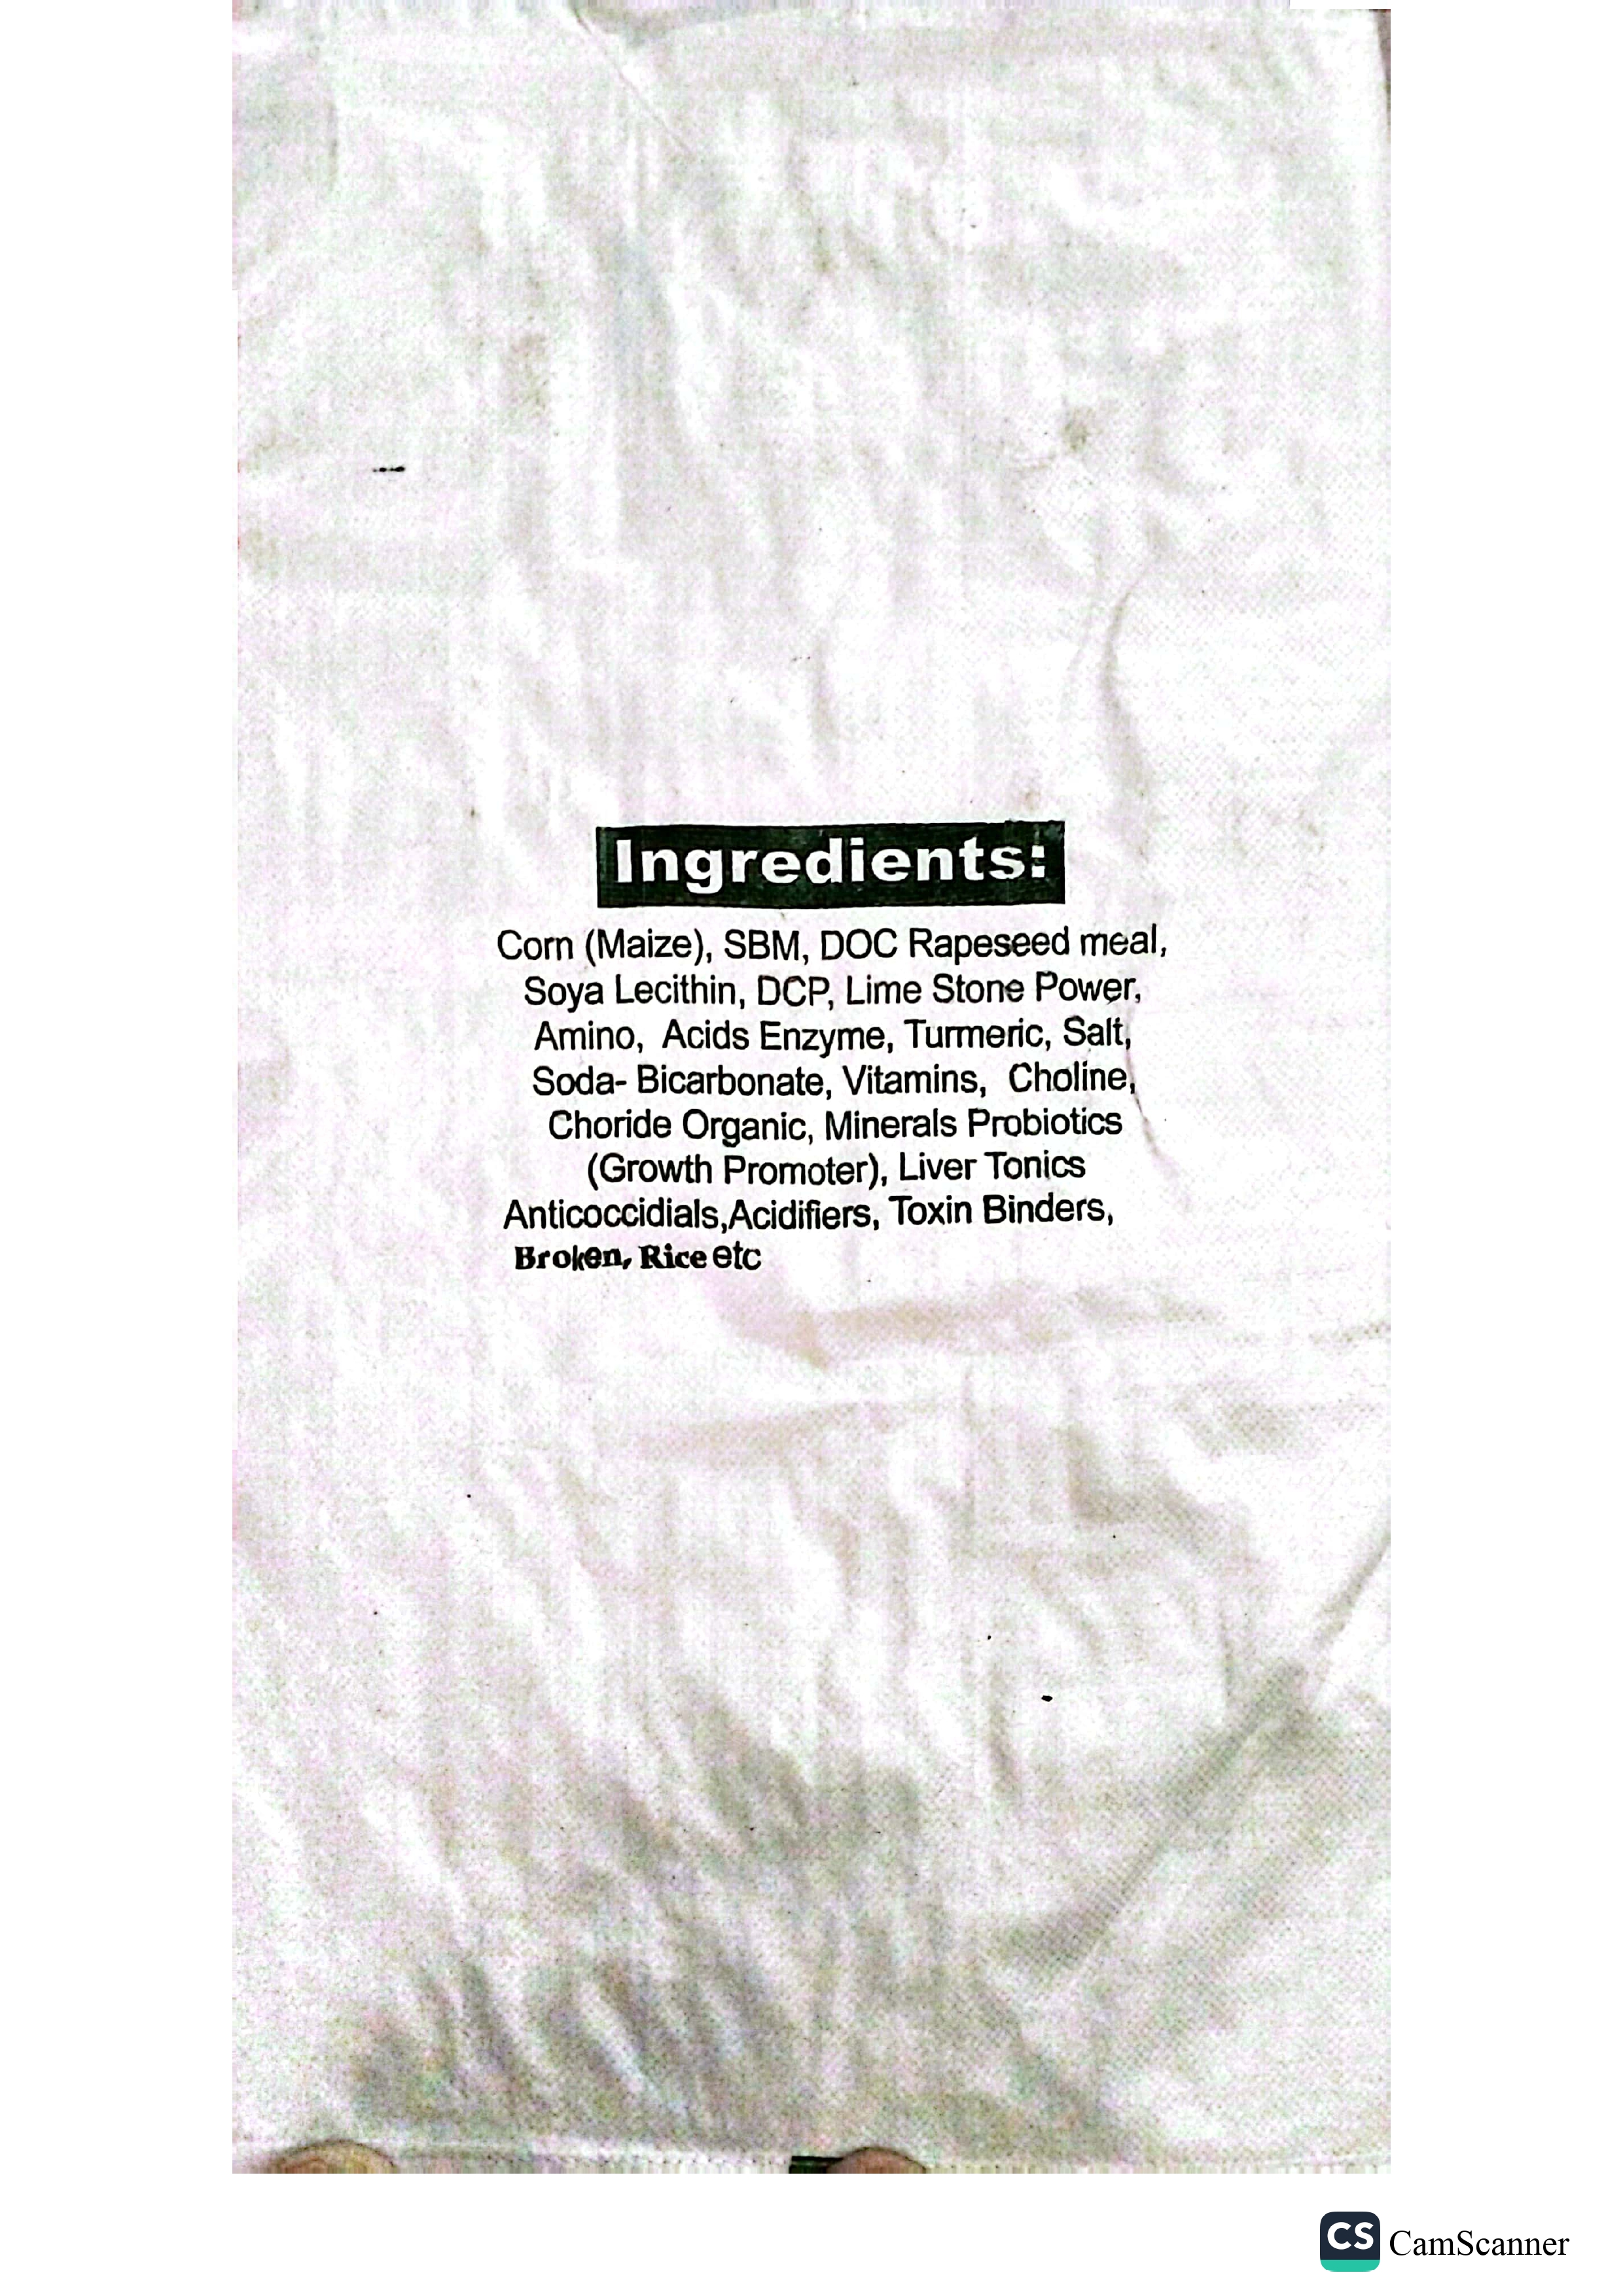 Ingredients:
Corn (Maize), SBM, DOC Rapeseed meal,
Soya Lecithin, DCP, Lime Stone Power,
Amino, Acids Enzyme, Turmeric, Salt,
Soda- Bicarbonate, Vitamins, Choline,
Choride Organic, Minerals Probiotics
(Growth Promoter), Liver Tonics
Anticoccidials,Acidifiers, Toxin Binders,
Broken, Rice etc
CS CamScanner